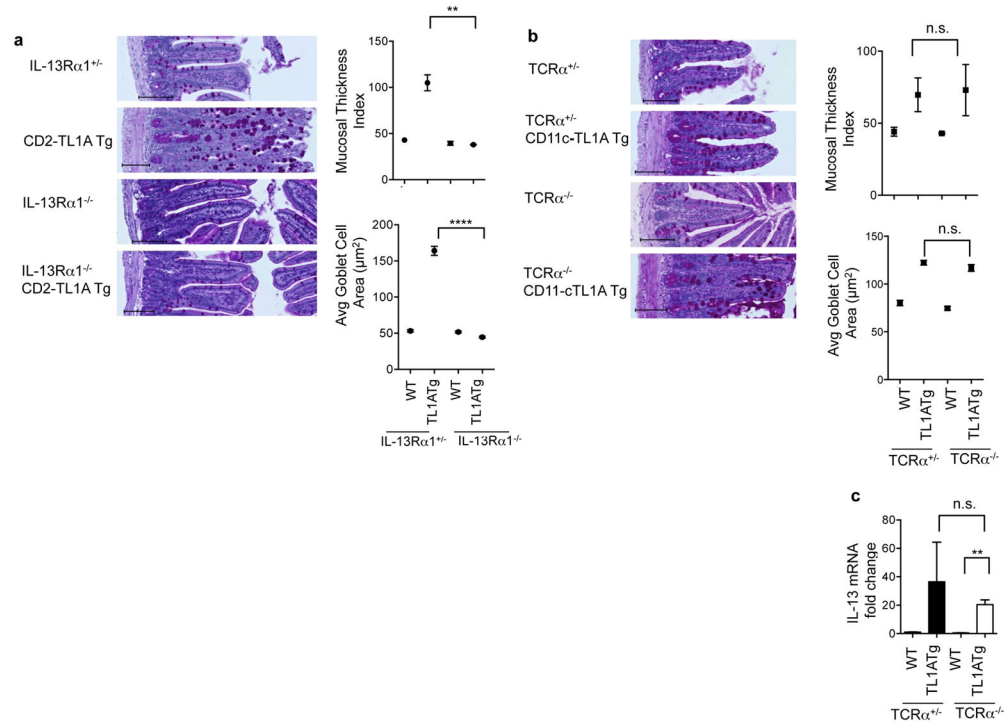 a
IL-13Rα1+/-
CD2-TL1A Tg
IL-13Rα1-/-
IL-13Rα1-/-
CD2-TL1A Tg
**
Mucosal Thickness
Index
150
100
50
0
****
Avg Goblet Cell
Area (µm²)
200
150
100
50
0
WT
TL1ATg
WT
TL1ATg
IL-13Rα1+/-
IL-13Rα1-/-
b
TCRα+/-
TCRα+/-
CD11c-TL1A Tg
TCRα-/-
TCRα-/-
CD11-cTL1A Tg
n.s.
Mucosal Thickness
Index
100
50
0
n.s.
Avg Goblet Cell
Area (µm²)
150
100
50
0
WT
TL1ATg
WT
TL1ATg
TCRα+/-
TCRα-/-
c
n.s.
**
IL-13 mRNA
fold change
80
60
40
20
0
WT
TL1ATg
WT
TL1ATg
TCRα+/-
TCRα-/-